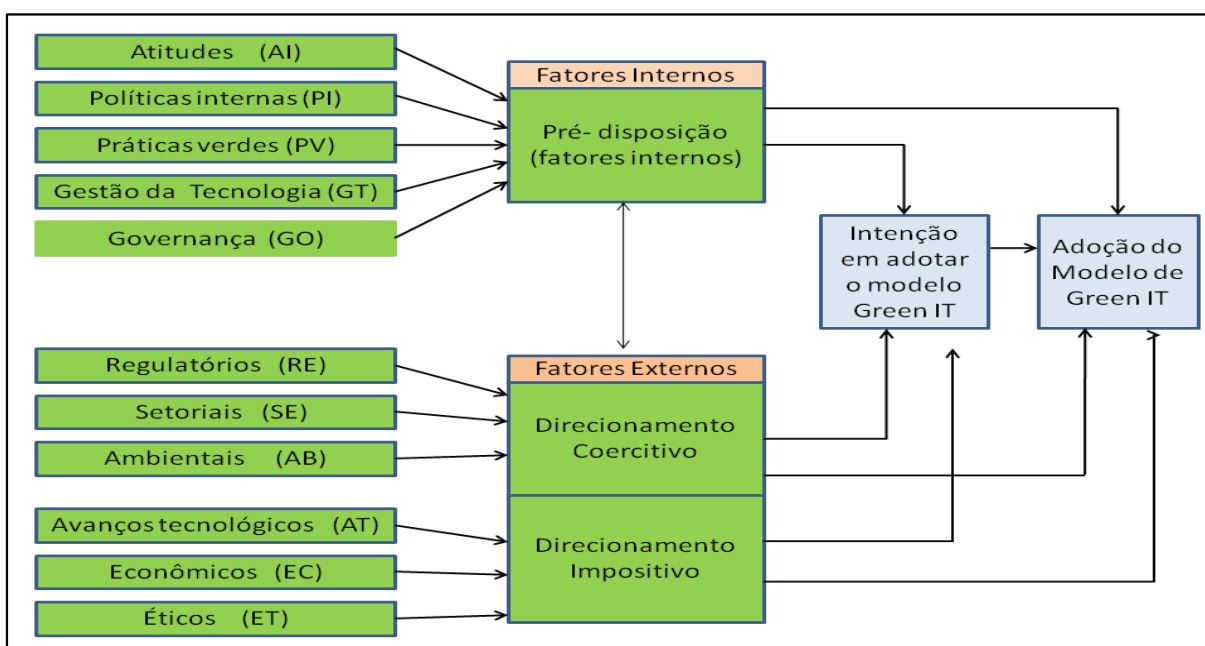 Atitudes (AI)
Políticas internas (PI)
Práticas verdes (PV)
Gestão da Tecnologia (GT)
Governança (GO)
Fatores Internos
Pré- disposição
(fatores internos)
Intenção
em adotar
o modelo
Green IT
Adoção do
Modelo de
Green IT
Regulatórios (RE)
Setoriais (SE)
Ambientais (AB)
Avanços tecnológicos (AT)
Econômicos (EC)
Éticos (ET)
Fatores Externos
Direcionamento
Coercitivo
Direcionamento
Impositivo